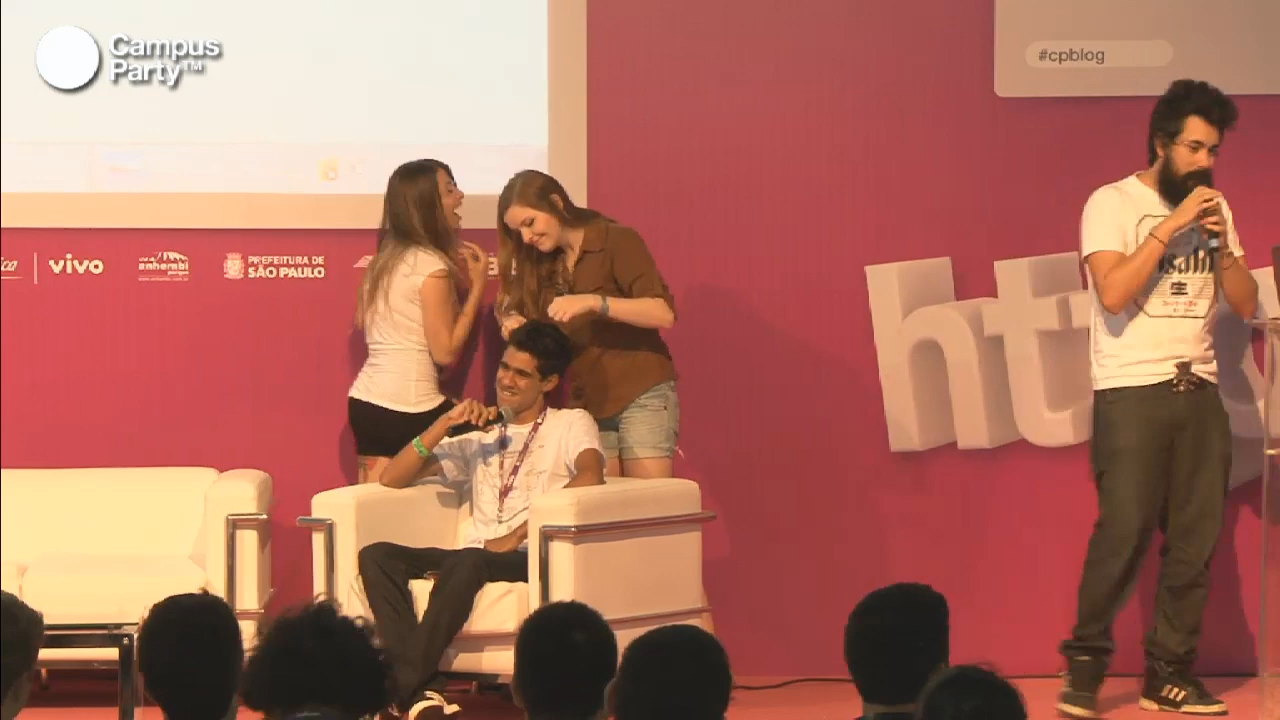 Campus
Party™
#cpblog
vivo
anhembi
PREFEITURA DE
SÃO PAULO
ht